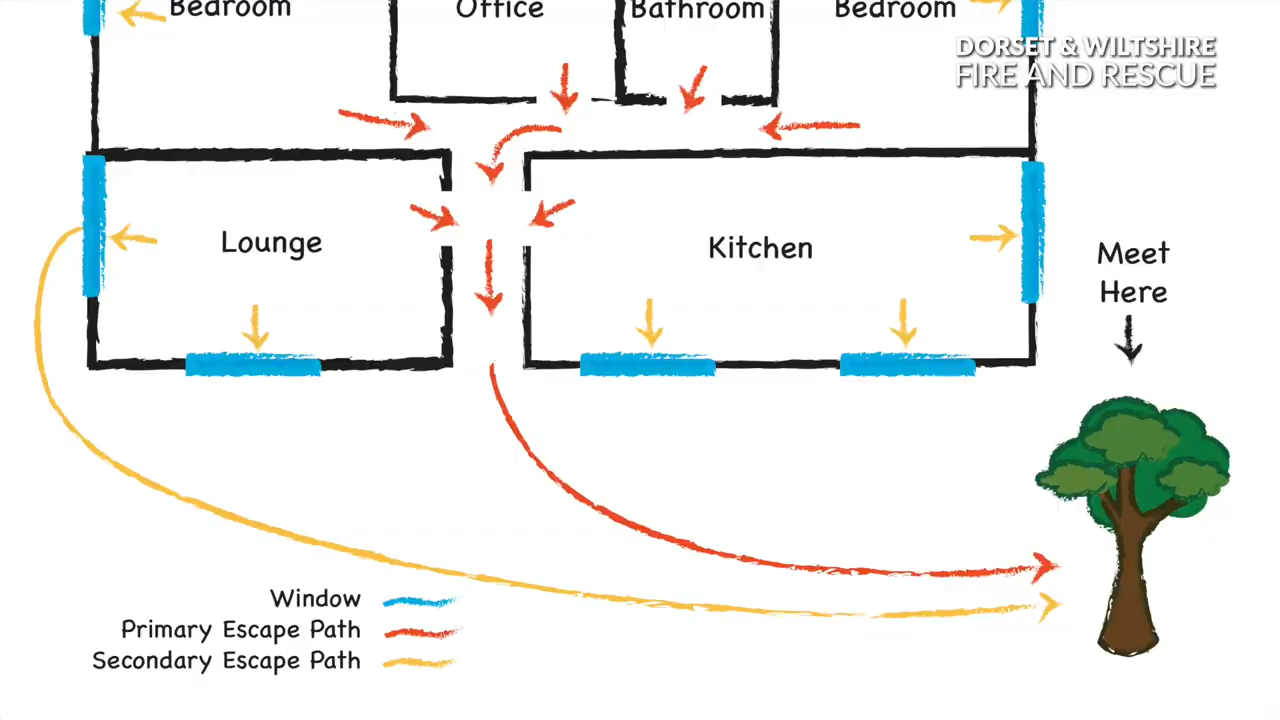 Bedroom
Office
Bathroom
Bedroom
DORSET & WILTSHIRE
FIRE AND RESCUE
Lounge
Kitchen
Meet
Here
Window
Primary Escape Path
Secondary Escape Path